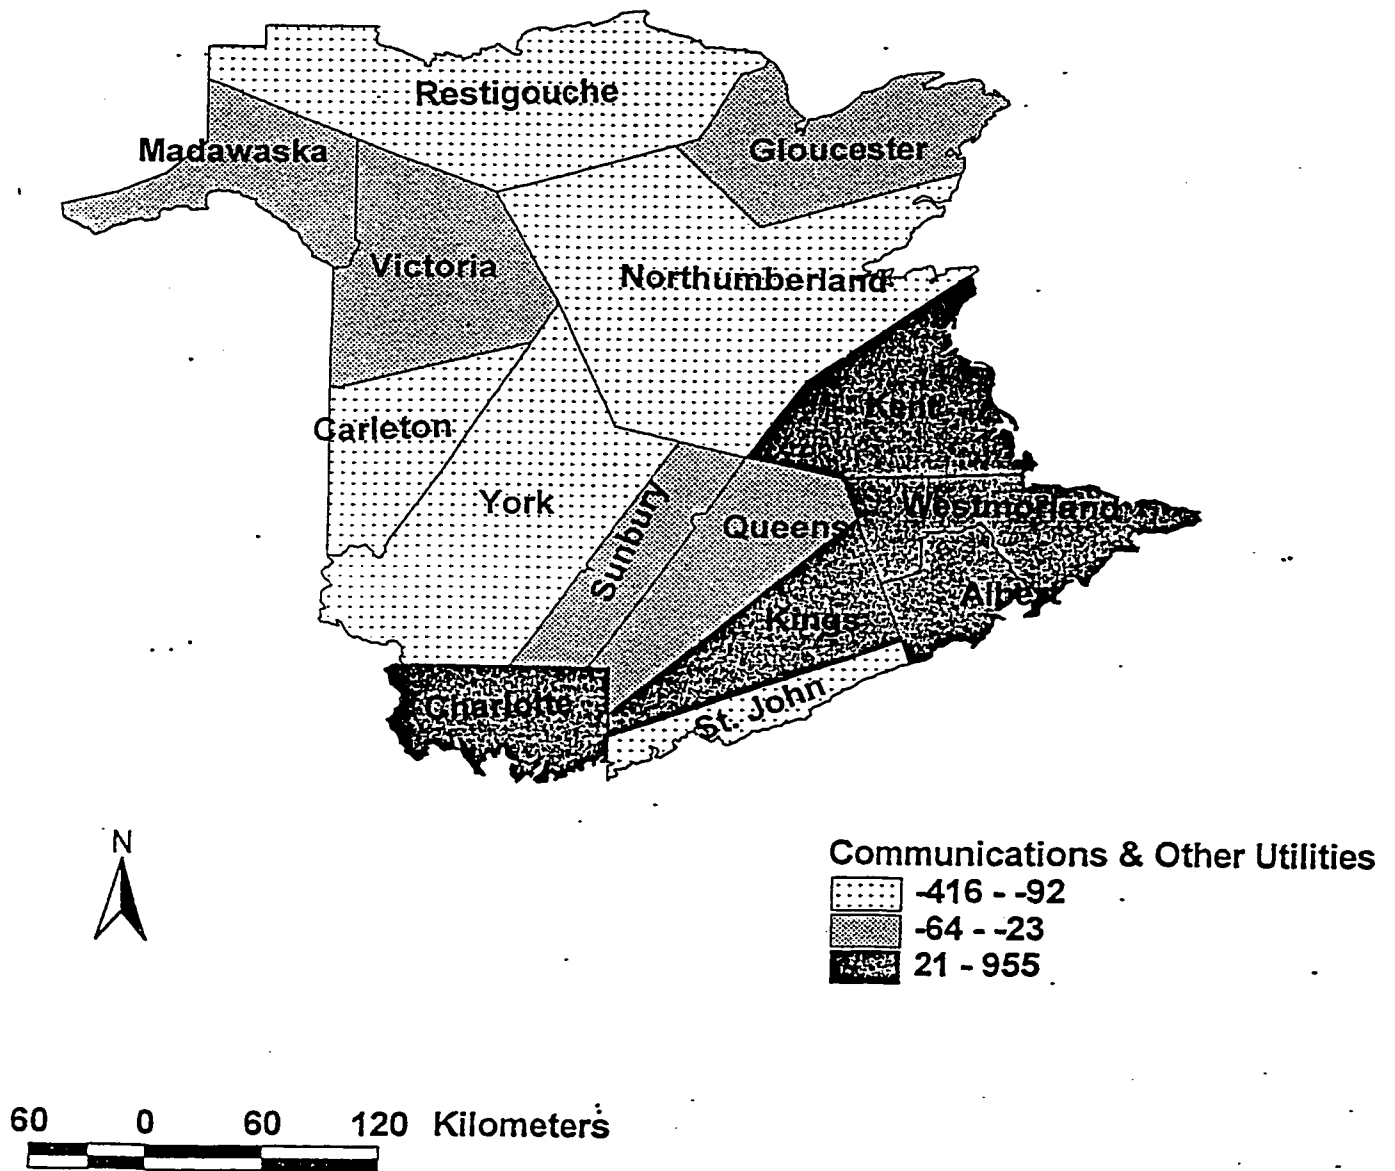 Restigouche
Madawaska
Gloucester
Victoria
Northumberland
Kent
Carleton
York
Sunbury
Queens
Westmorland
Albert
Kings
Charlotte
St. John
N
Communications & Other Utilities
-416 - -92
-64 - -23
21 - 955
60 0 60 120 Kilometers